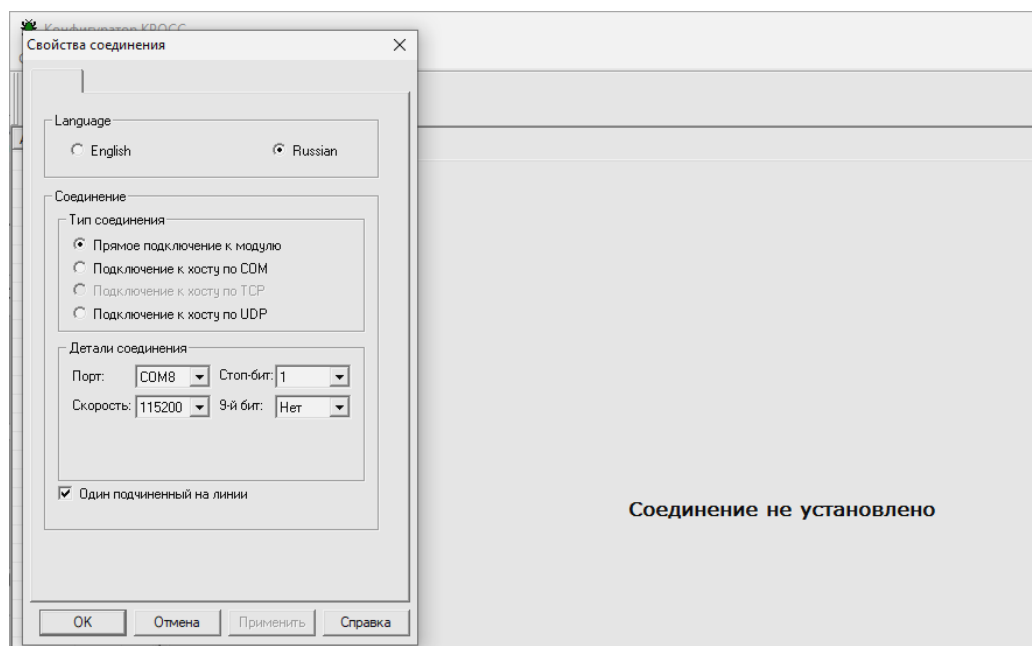 Конфигуратор КРОСС
Свойства соединения
Language
English
Russian
Соединение
Тип соединения
Прямое подключение к модулю
Подключение к хосту по COM
Подключение к хосту по TCP
Подключение к хосту по UDP
Детали соединения
Порт: COM8 Стоп-бит: 1
Скорость: 115200 9-й бит: Нет
Один подчиненный на линии
Соединение не установлено
OK Отмена Применить Справка